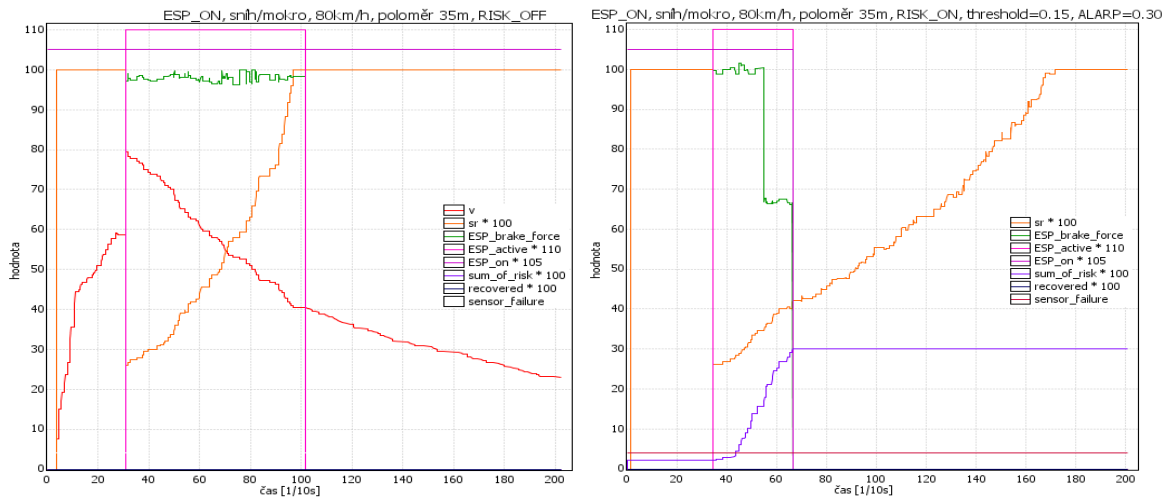 ESP_ON, sníh/mokro, 80km/h, poloměr 35m, RISK_OFF
110
100
90
80
70
60
50
40
30
20
10
0
hodnota
v
sr * 100
ESP_brake_force
ESP_active * 110
ESP_on * 105
sum_of_risk * 100
recovered * 100
sensor_failure
0 20 40 60 80 100 120 140 160 180 200
čas [1/10s]
ESP_ON, sníh/mokro, 80km/h, poloměr 35m, RISK_ON, threshold=0.15, ALARP=0.30
110
100
90
80
70
60
50
40
30
20
10
0
hodnota
sr * 100
ESP_brake_force
ESP_active * 110
ESP_on * 105
sum_of_risk * 100
recovered * 100
sensor_failure
0 20 40 60 80 100 120 140 160 180 200
čas [1/10s]